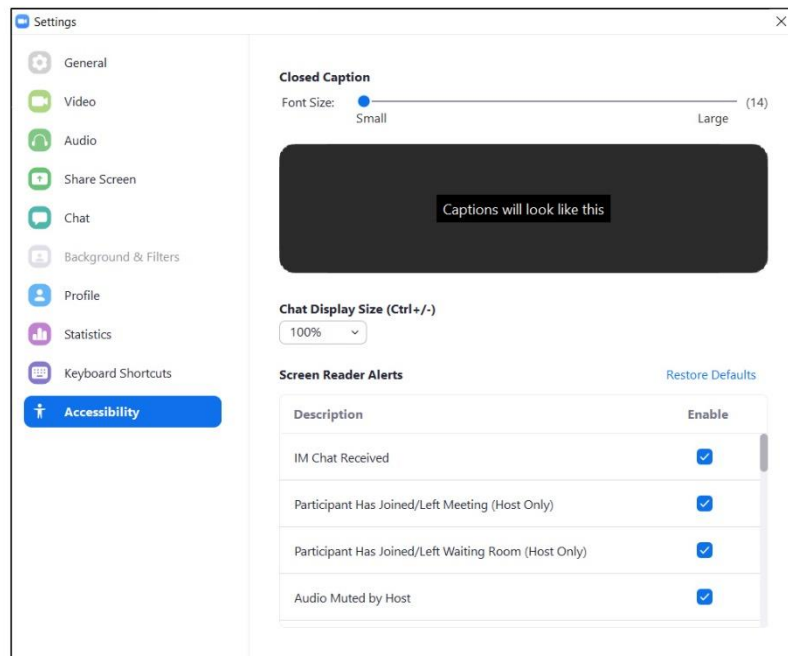 Settings
General
Video
Audio
Share Screen
Chat
Background & Filters
Profile
Statistics
Keyboard Shortcuts
Accessibility
Closed Caption
Font Size:
(14)
Small
Large
Captions will look like this
Chat Display Size (Ctrl+/-)
100%
Screen Reader Alerts
Restore Defaults
Description
Enable
IM Chat Received
Participant Has Joined/Left Meeting (Host Only)
Participant Has Joined/Left Waiting Room (Host Only)
Audio Muted by Host